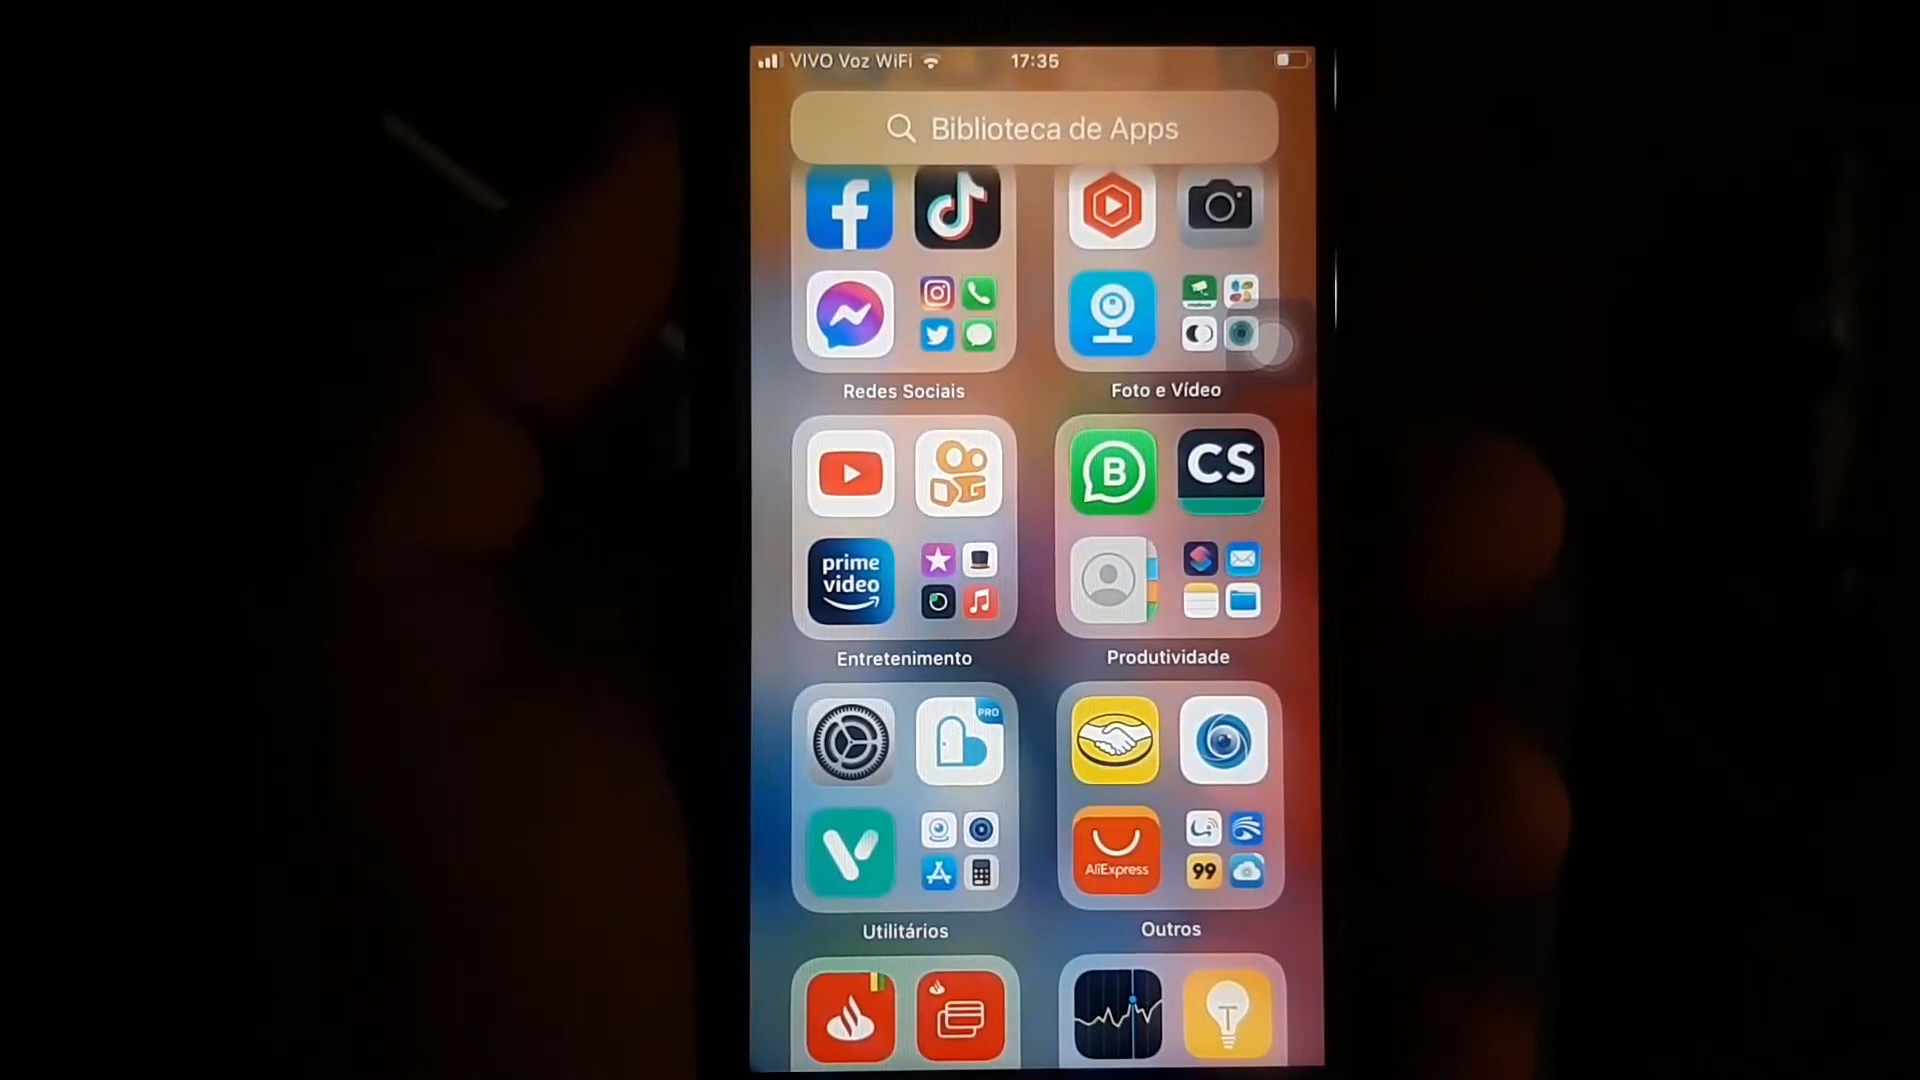 VIVO Voz WiFi 17:35
Biblioteca de Apps
Redes Sociais
Foto e Vídeo
B
CS
prime
video
Entretenimento
Produtividade
PRO
AliExpress
99
Utilitários
Outros
T